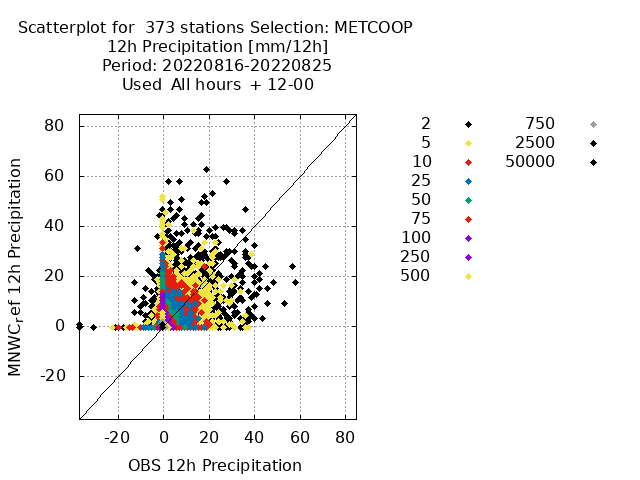 Scatterplot for 373 stations Selection: METCOOP
12h Precipitation [mm/12h]
Period: 20220816-20220825
Used All hours + 12-00
80
60
40
20
0
-20
MNWC,ref 12h Precipitation
-20 0 20 40 60 80
OBS 12h Precipitation
2 750
5 2500
10 50000
25
50
75
100
250
500